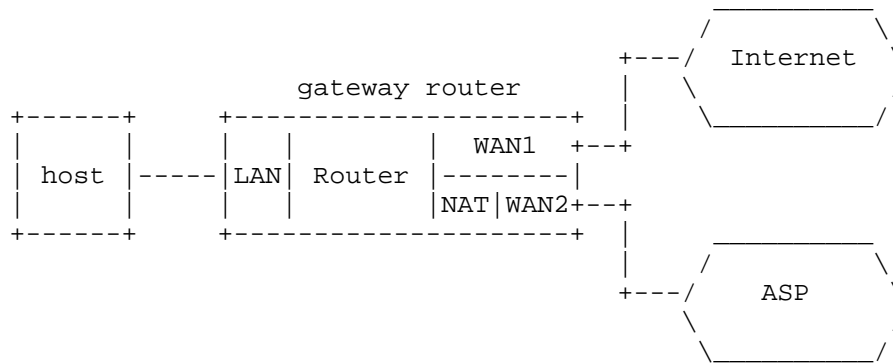 Internet
gateway router
WAN1
host LAN Router
NAT WAN2
ASP